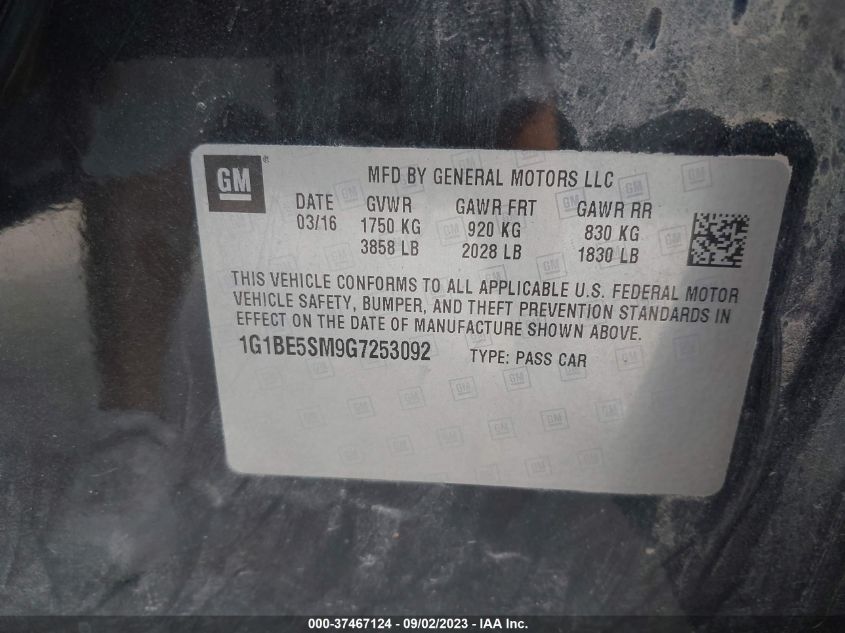 GM ® MFD BY GENERAL MOTORS LLC
DATE GVWR GAWR FRT GAWR RR
03/16 1750 KG 920 KG 830 KG
3858 LB 2028 LB 1830 LB
THIS VEHICLE CONFORMS TO ALL APPLICABLE U.S. FEDERAL MOTOR
VEHICLE SAFETY, BUMPER, AND THEFT PREVENTION STANDARDS IN
EFFECT ON THE DATE OF MANUFACTURE SHOWN ABOVE.
1G1BE5SM9G7253092 TYPE: PASS CAR
000-37467124 - 09/02/2023 - IAA Inc.